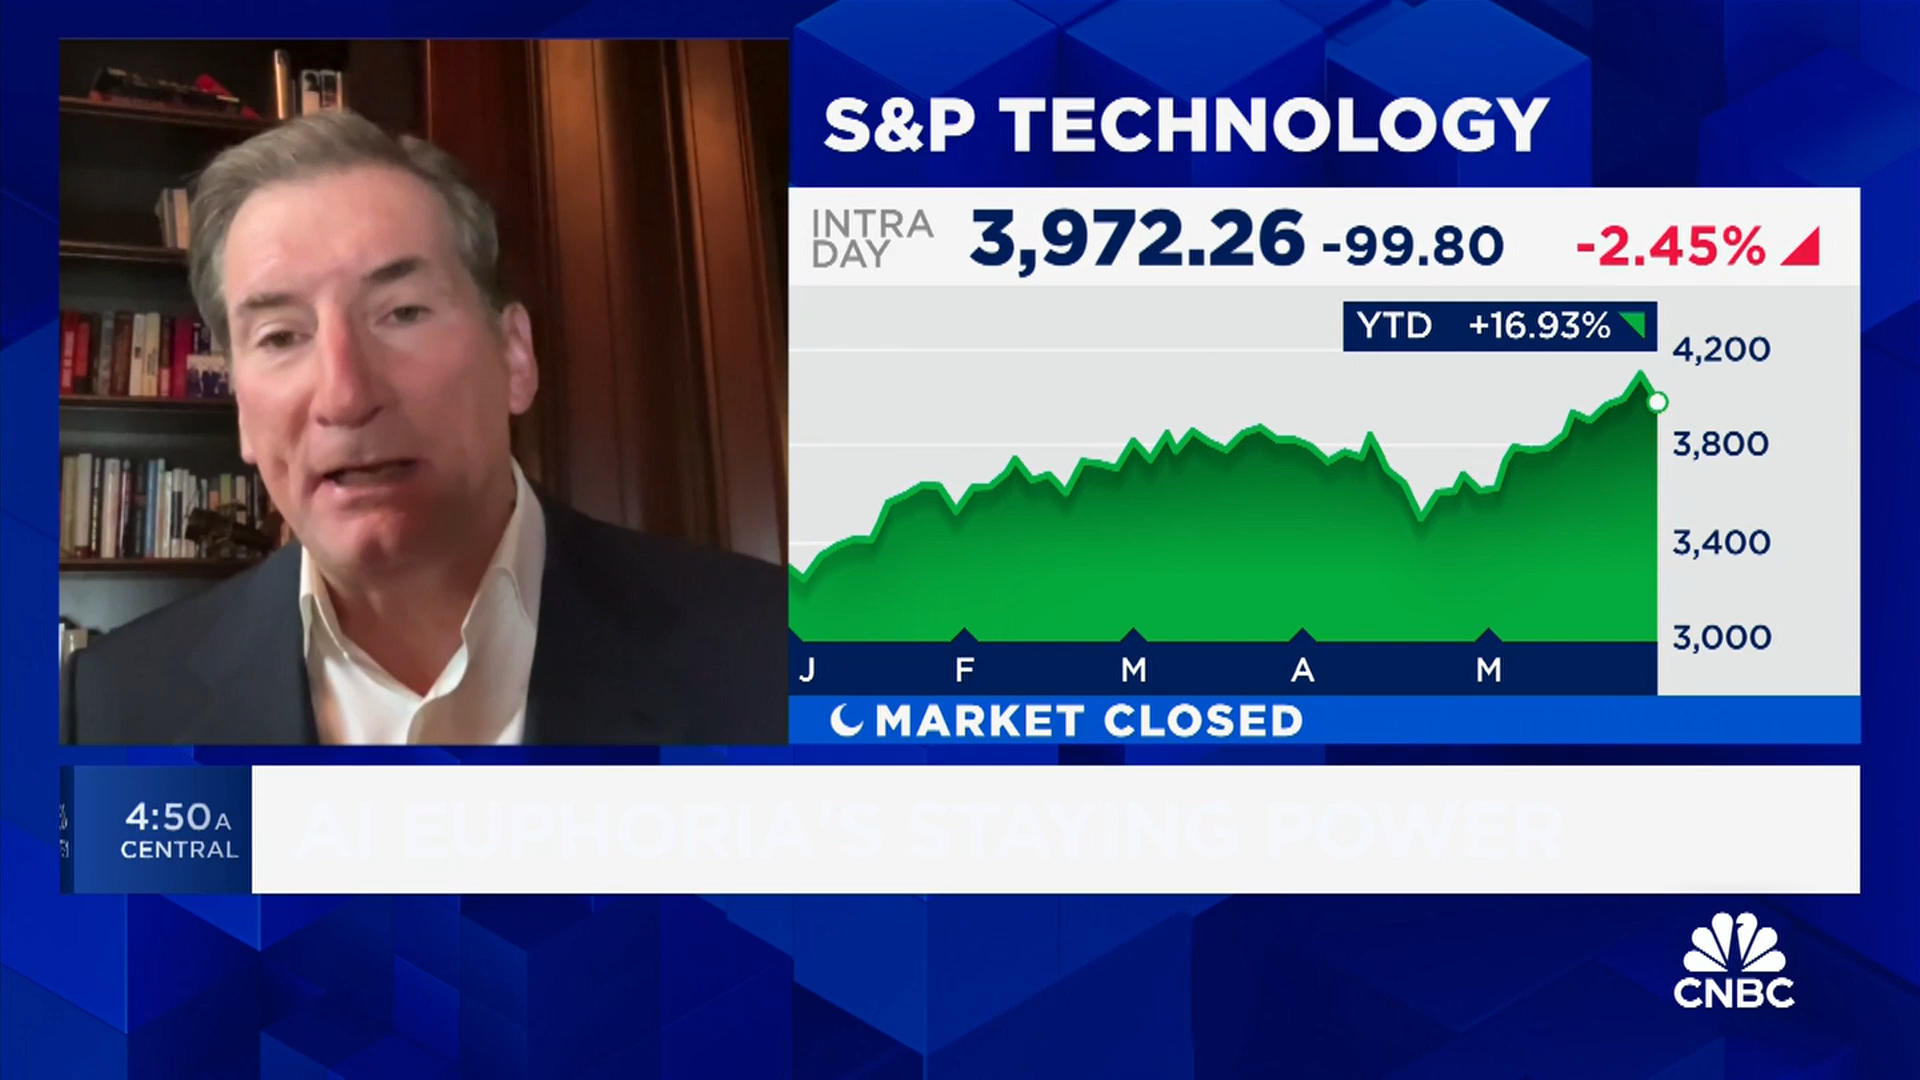 S&P TECHNOLOGY
INTRA
DAY
3,972.26 -99.80 -2.45%
YTD +16.93%
4,200
3,800
3,400
3,000
J F M A M
MARKET CLOSED
4:50A
CENTRAL
AI EUPHORIA'S STAYING POWER
CNBC